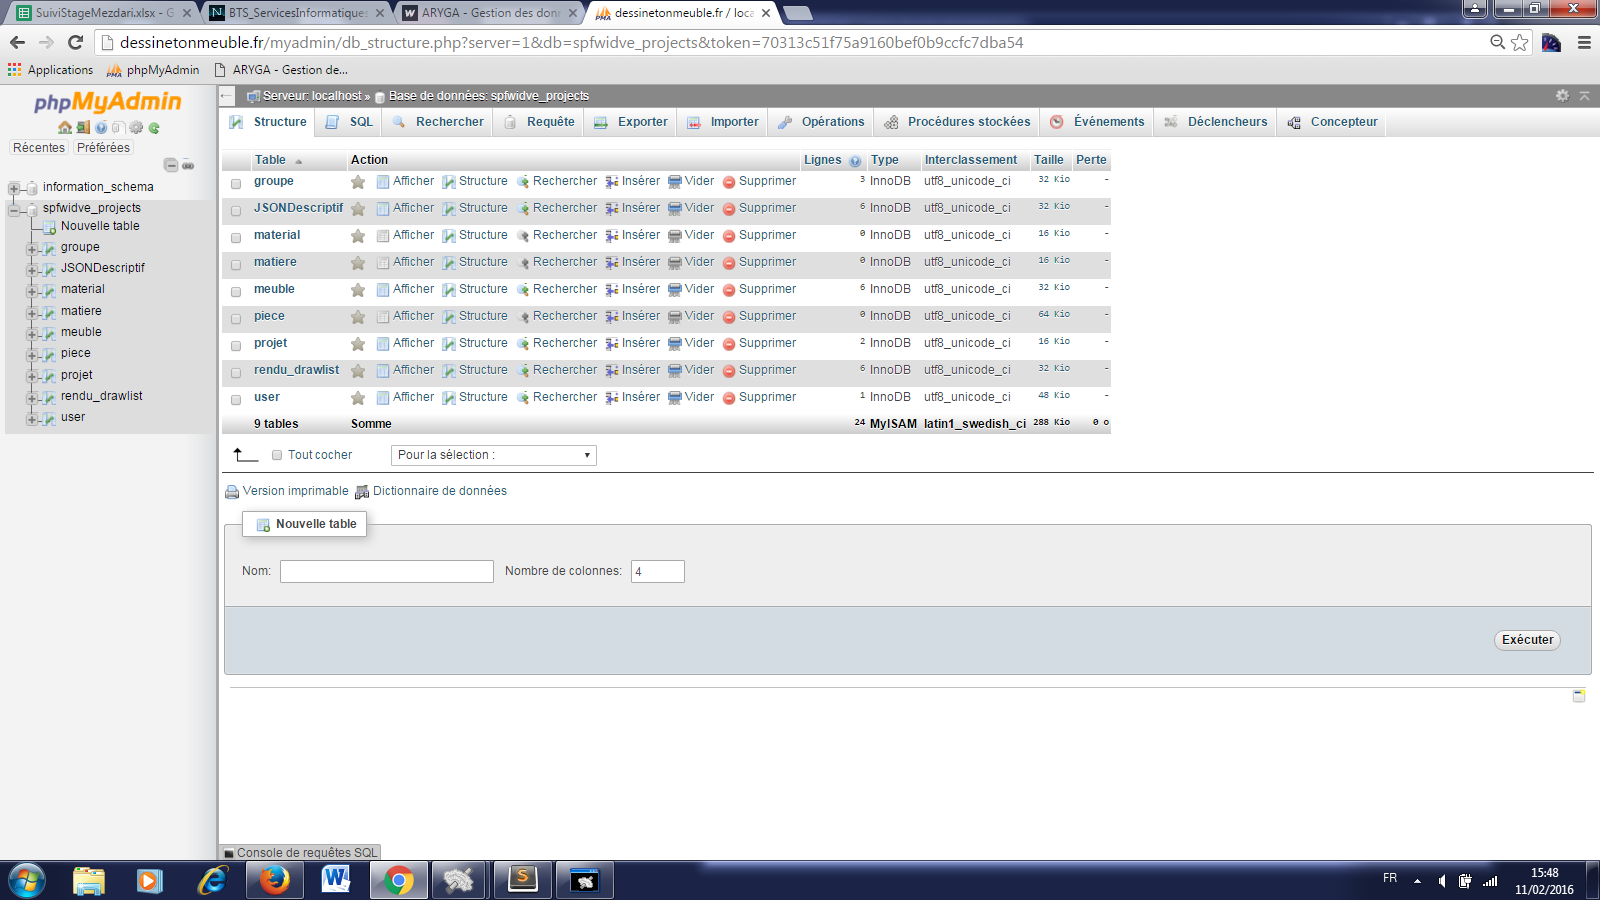 SuiviStageMezdari.xlsx - G
BTS_ServicesInformatiques
ARYGA - Gestion des donn
dessinetonmeuble.fr / loca
dessinetonmeuble.fr/myadmin/db_structure.php?server=1&db=spfwidve_projects&token=70313c51f75a9160bef0b9ccfc7dba54
Applications phpMyAdmin ARYGA - Gestion de...
phpMyAdmin
Récentes Préférées
information_schema
spfwidve_projects
Nouvelle table
groupe
JSONDescriptif
material
matiere
meuble
piece
projet
rendu_drawlist
user
Serveur: localhost » Base de données: spfwidve_projects
Structure SQL Rechercher Requête Exporter Importer Opérations Procédures stockées Événements Déclencheurs Concepteur
Table Action Lignes Type Interclassement Taille Perte
groupe Afficher Structure Rechercher Insérer Vider Supprimer 3 InnoDB utf8_unicode_ci 32 Kio -
JSONDescriptif Afficher Structure Rechercher Insérer Vider Supprimer 6 InnoDB utf8_unicode_ci 32 Kio -
material Afficher Structure Rechercher Insérer Vider Supprimer 0 InnoDB utf8_unicode_ci 16 Kio -
matiere Afficher Structure Rechercher Insérer Vider Supprimer 0 InnoDB utf8_unicode_ci 16 Kio -
meuble Afficher Structure Rechercher Insérer Vider Supprimer 6 InnoDB utf8_unicode_ci 32 Kio -
piece Afficher Structure Rechercher Insérer Vider Supprimer 0 InnoDB utf8_unicode_ci 64 Kio -
projet Afficher Structure Rechercher Insérer Vider Supprimer 2 InnoDB utf8_unicode_ci 16 Kio -
rendu_drawlist Afficher Structure Rechercher Insérer Vider Supprimer 6 InnoDB utf8_unicode_ci 32 Kio -
user Afficher Structure Rechercher Insérer Vider Supprimer 1 InnoDB utf8_unicode_ci 48 Kio -
9 tables Somme 24 MyISAM latin1_swedish_ci 288 Kio 0 o
Tout cocher Pour la sélection :
Version imprimable Dictionnaire de données
Nouvelle table
Nom: Nombre de colonnes: 4
Exécuter
Console de requêtes SQL
FR
15:48
11/02/2016